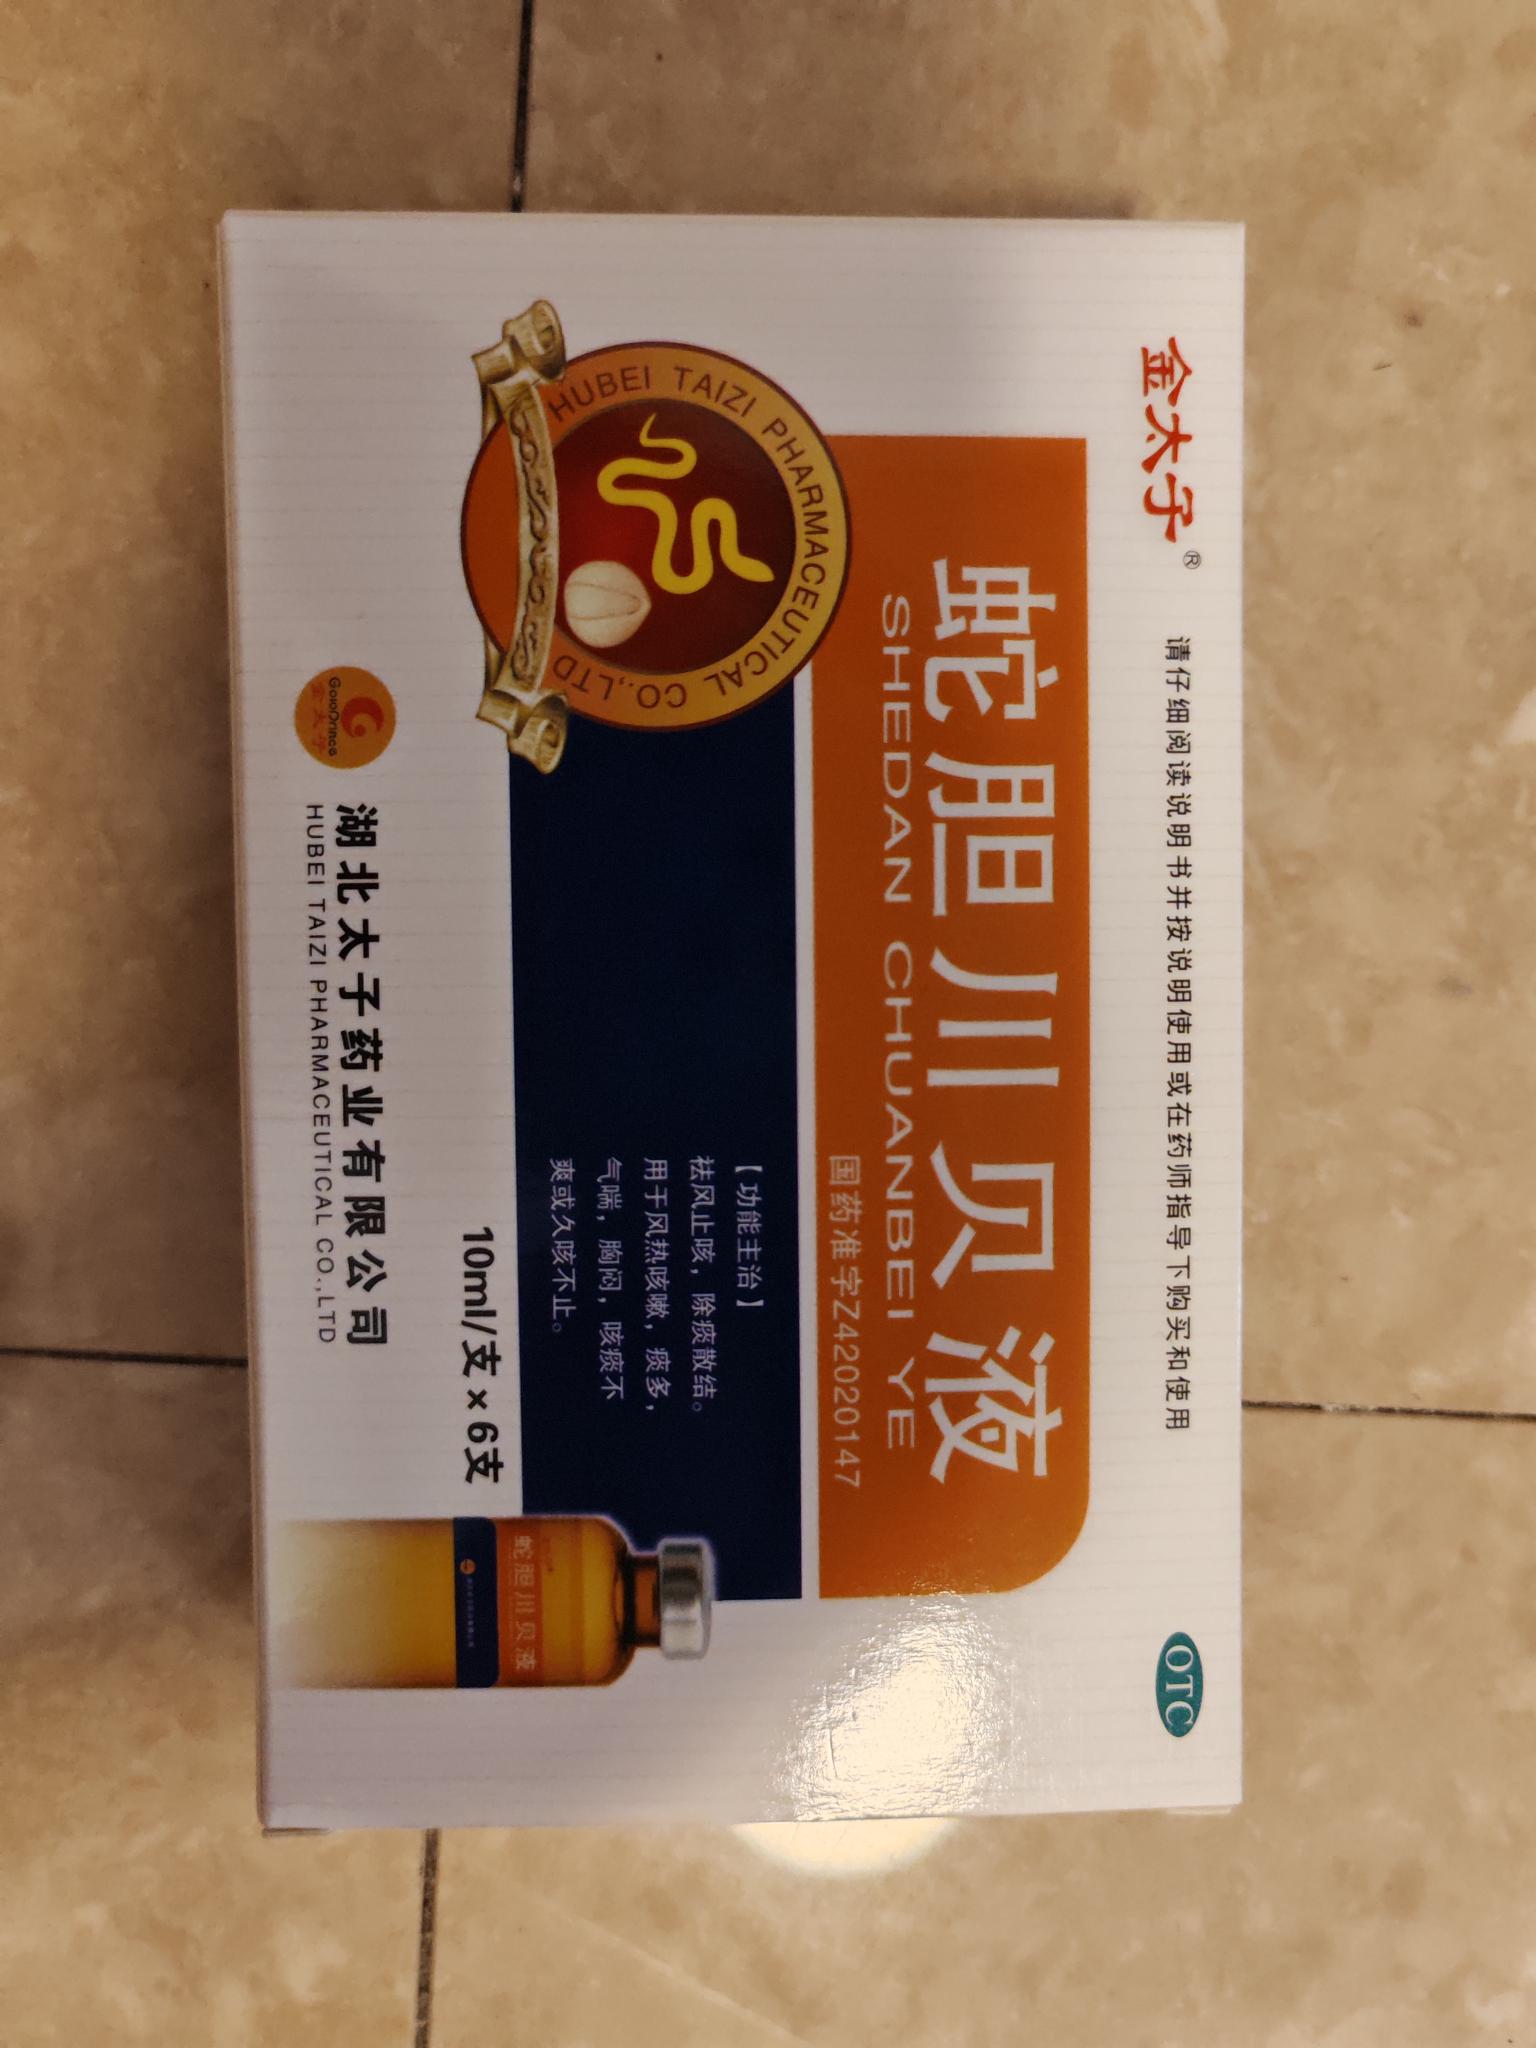 金太子®
请仔细阅读说明书并按说明使用或在药师指导下购买和使用
OTC
蛇胆川贝液
SHEDAN CHUANBEI YE
国药准字Z42020147
HUBEI TAIZI PHARMACEUTICAL CO.,LTD
【功能主治】
祛风止咳，除痰散结。
用于风热咳嗽，痰多，
气喘，胸闷，咳痰不
爽或久咳不止。
10ml/支×6支
蛇胆川贝液
GoldPrince
金太子
湖北太子药业有限公司
HUBEI TAIZI PHARMACEUTICAL CO.,LTD